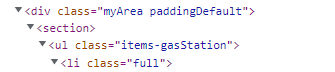 ▼<div class="myArea paddingDefault">
▼<section>
▼<ul class="items-gasStation">
▼<li class="full">